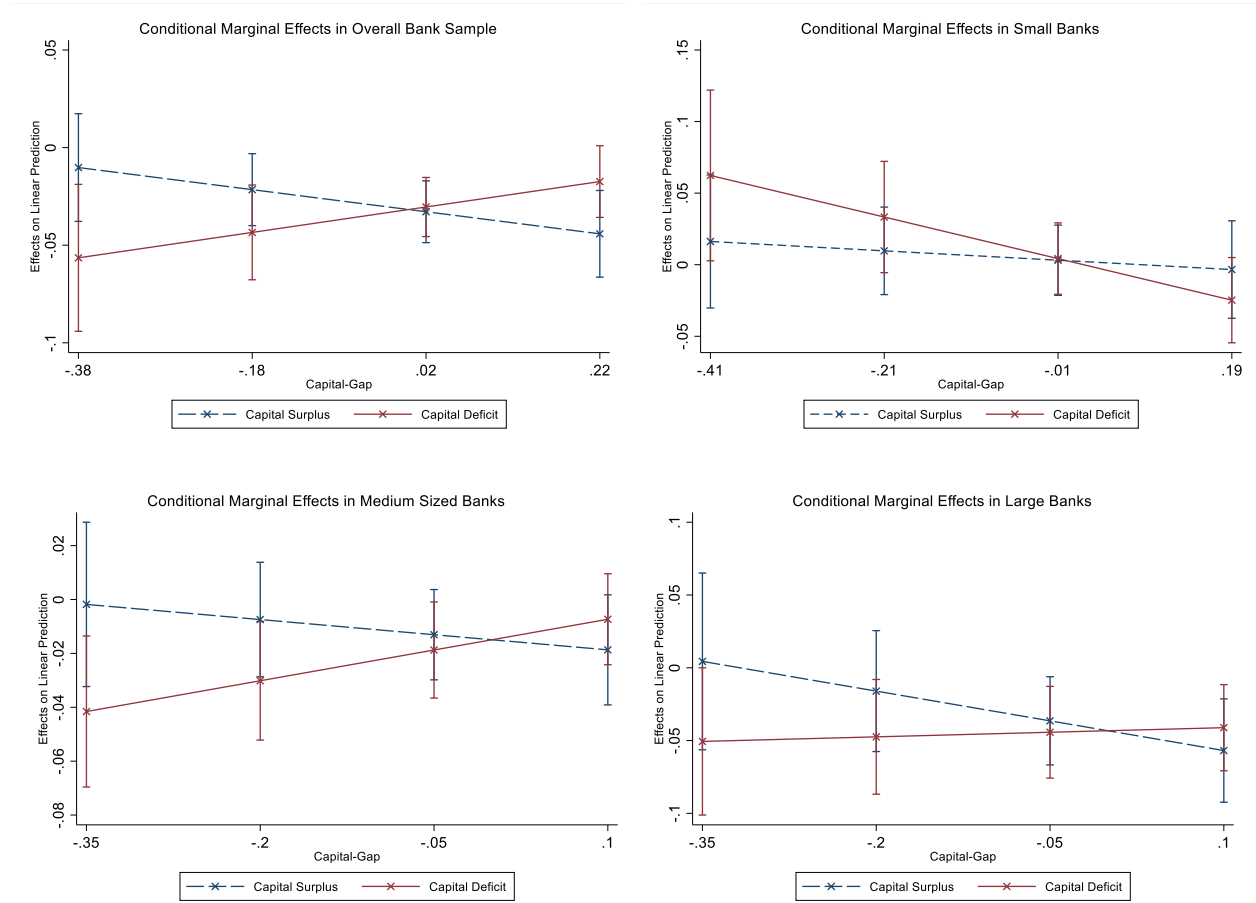 Conditional Marginal Effects in Overall Bank Sample
Effects on Linear Prediction
.05
0
-.05
-.1
-.38 -.18 .02 .22
Capital-Gap
Capital Surplus Capital Deficit
Conditional Marginal Effects in Small Banks
Effects on Linear Prediction
.15
.1
.05
0
-.05
-.41 -.21 -.01 .19
Capital-Gap
Capital Surplus Capital Deficit
Conditional Marginal Effects in Medium Sized Banks
Effects on Linear Prediction
.02
0
-.02
-.04
-.06
-.08
-.35 -.2 -.05 .1
Capital-Gap
Capital Surplus Capital Deficit
Conditional Marginal Effects in Large Banks
Effects on Linear Prediction
.1
.05
0
-.05
-.1
-.35 -.2 -.05 .1
Capital-Gap
Capital Surplus Capital Deficit